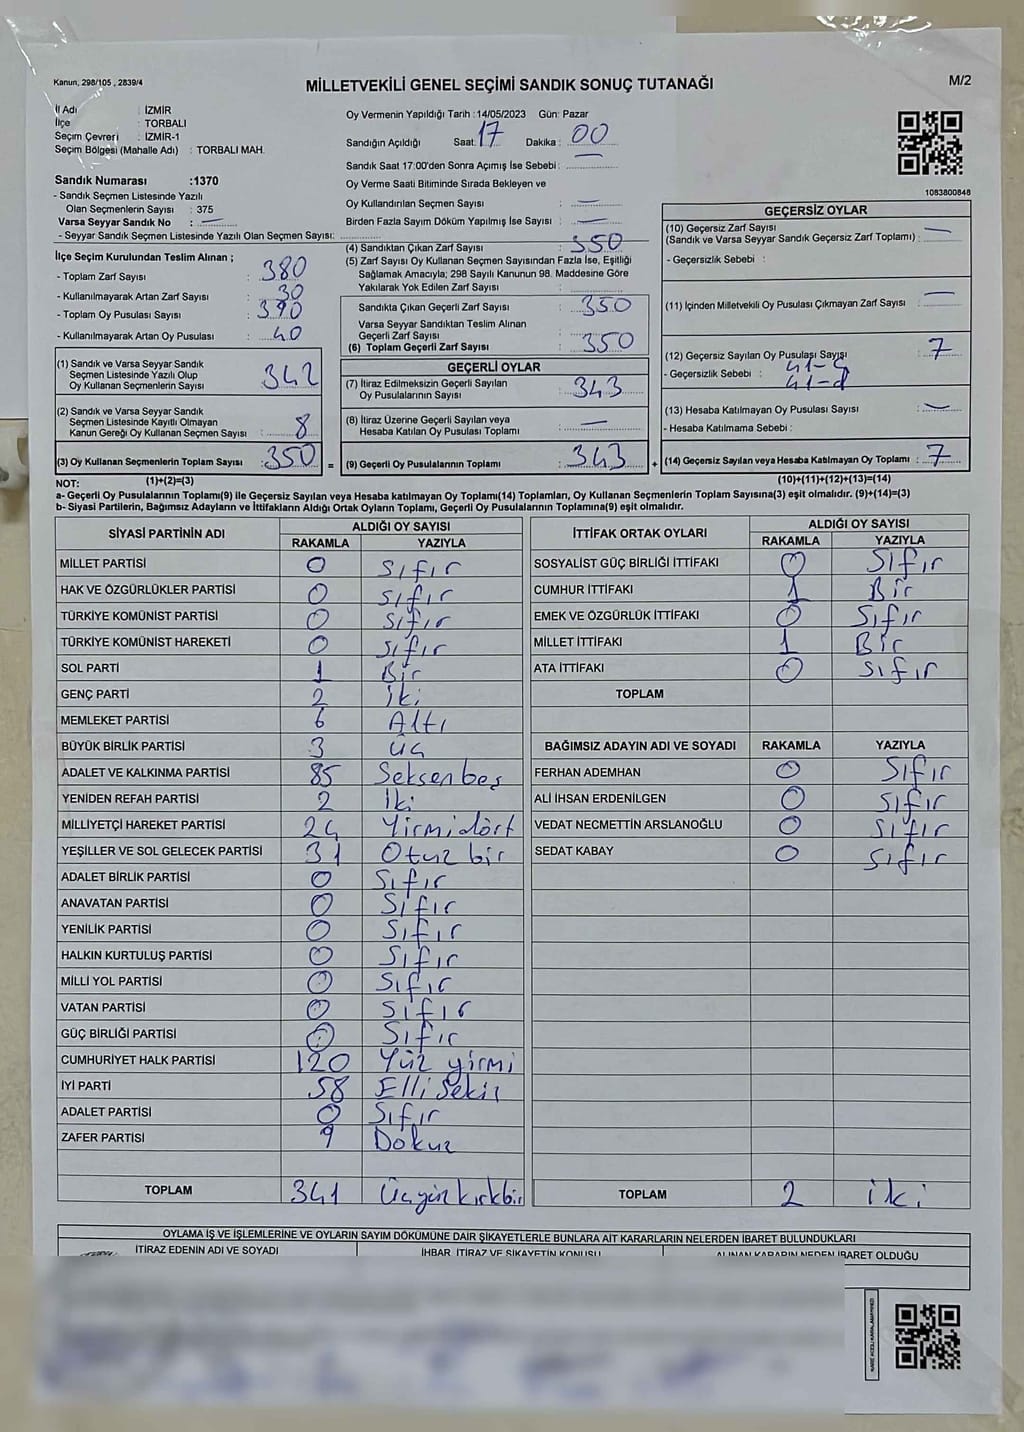 Kanun, 298/105 , 2839/4
MİLLETVEKİLİ GENEL SEÇİMİ SANDIK SONUÇ TUTANAĞI
M/2
İl Adı : İZMİR
İlçe : TORBALI
Seçim Çevresi : İZMİR-1
Seçim Bölgesi (Mahalle Adı) : TORBALI MAH.
Oy Vermenin Yapıldığı Tarih :14/05/2023 Gün: Pazar
Sandığın Açıldığı Saat: 17 Dakika : 00
Sandık Saat 17:00'den Sonra Açımış İse Sebebi :
Oy Verme Saati Bitiminde Sırada Bekleyen ve
Oy Kullandırılan Seçmen Sayısı : —
Birden Fazla Sayım Döküm Yapılmış İse Sayısı : —
1083800848
Sandık Numarası :1370
- Sandık Seçmen Listesinde Yazılı
Olan Seçmenlerin Sayısı : 375
Varsa Seyyar Sandık No : —
- Seyyar Sandık Seçmen Listesinde Yazılı Olan Seçmen Sayısı:
İlçe Seçim Kurulundan Teslim Alınan ;
- Toplam Zarf Sayısı : 380
- Kullanılmayarak Artan Zarf Sayısı : 30
- Toplam Oy Pusulası Sayısı : 390
- Kullanılmayarak Artan Oy Pusulası : 40
(4) Sandıktan Çıkan Zarf Sayısı : 350
(5) Zarf Sayısı Oy Kullanan Seçmen Sayısından Fazla İse, Eşitliği
Sağlamak Amacıyla; 298 Sayılı Kanunun 98. Maddesine Göre
Yakılarak Yok Edilen Zarf Sayısı :
Sandıkta Çıkan Geçerli Zarf Sayısı : 350
Varsa Seyyar Sandıktan Teslim Alınan
Geçerli Zarf Sayısı :
(6) Toplam Geçerli Zarf Sayısı : 350
GEÇERSİZ OYLAR
(10) Geçersiz Zarf Sayısı
(Sandık ve Varsa Seyyar Sandık Geçersiz Zarf Toplamı) : —
- Geçersizlik Sebebi :
(11) İçinden Milletvekili Oy Pusulası Çıkmayan Zarf Sayısı : —
(12) Geçersiz Sayılan Oy Pusulası Sayısı : 7
- Geçersizlik Sebebi : 41-G
41-d
(13) Hesaba Katılmayan Oy Pusulası Sayısı : —
- Hesaba Katılmama Sebebi :
(1) Sandık ve Varsa Seyyar Sandık
Seçmen Listesinde Yazılı Olup
Oy Kullanan Seçmenlerin Sayısı : 342
(2) Sandık ve Varsa Seyyar Sandık
Seçmen Listesinde Kayıtlı Olmayan
Kanun Gereği Oy Kullanan Seçmen Sayısı : 8
GEÇERLİ OYLAR
(7) İtiraz Edilmeksizin Geçerli Sayılan
Oy Pusulalarının Sayısı : 343
(8) İtiraz Üzerine Geçerli Sayılan veya
Hesaba Katılan Oy Pusulası Toplamı : —
(3) Oy Kullanan Seçmenlerin Toplam Sayısı :350 = (9) Geçerli Oy Pusulalarının Toplamı : 343 + (14) Geçersiz Sayılan veya Hesaba Katılmayan Oy Toplamı : 7
NOT: (1)+(2)=(3) (10)+(11)+(12)+(13)=(14)
a- Geçerli Oy Pusulalarının Toplamı(9) ile Geçersiz Sayılan veya Hesaba katılmayan Oy Toplamı(14) Toplamları, Oy Kullanan Seçmenlerin Toplam Sayısına(3) eşit olmalıdır. (9)+(14)=(3)
b- Siyasi Partilerin, Bağımsız Adayların ve İttifakların Aldığı Ortak Oyların Toplamı, Geçerli Oy Pusulalarının Toplamına(9) eşit olmalıdır.
SİYASİ PARTİNİN ADI ALDIĞI OY SAYISI
RAKAMLA YAZIYLA
MİLLET PARTİSİ 0 Sıfır
HAK VE ÖZGÜRLÜKLER PARTİSİ 0 Sıfır
TÜRKİYE KOMÜNİST PARTİSİ 0 Sıfır
TÜRKİYE KOMÜNİST HAREKETİ 0 Sıfır
SOL PARTİ 1 Bir
GENÇ PARTİ 2 İki
MEMLEKET PARTİSİ 6 Altı
BÜYÜK BİRLİK PARTİSİ 3 üç
ADALET VE KALKINMA PARTİSİ 85 Seksenbeş
YENİDEN REFAH PARTİSİ 2 İki
MİLLİYETÇİ HAREKET PARTİSİ 24 Yirmidört
YEŞİLLER VE SOL GELECEK PARTİSİ 31 Otuz bir
ADALET BİRLİK PARTİSİ 0 Sıfır
ANAVATAN PARTİSİ 0 Sıfır
YENİLİK PARTİSİ 0 Sıfır
HALKIN KURTULUŞ PARTİSİ 0 Sıfır
MİLLİ YOL PARTİSİ 0 Sıfır
VATAN PARTİSİ 0 Sıfır
GÜÇ BİRLİĞİ PARTİSİ 0 Sıfır
CUMHURİYET HALK PARTİSİ 120 Yüz yirmi
İYİ PARTİ 58 Elli Sekiz
ADALET PARTİSİ 0 Sıfır
ZAFER PARTİSİ 9 Dokuz
TOPLAM 341 Üçyüz kırkbir
İTTİFAK ORTAK OYLARI ALDIĞI OY SAYISI
RAKAMLA YAZIYLA
SOSYALİST GÜÇ BİRLİĞİ İTTİFAKI 0 Sıfır
CUMHUR İTTİFAKI 1 Bir
EMEK VE ÖZGÜRLÜK İTTİFAKI 0 Sıfır
MİLLET İTTİFAKI 1 Bir
ATA İTTİFAKI 0 Sıfır
TOPLAM
BAĞIMSIZ ADAYIN ADI VE SOYADI RAKAMLA YAZIYLA
FERHAN ADEMHAN 0 Sıfır
ALİ İHSAN ERDENİLGEN 0 Sıfır
VEDAT NECMETTİN ARSLANOĞLU 0 Sıfır
SEDAT KABAY 0 Sıfır
TOPLAM 2 iki
OYLAMA İŞ VE İŞLEMLERİNE VE OYLARIN SAYIM DÖKÜMÜNE DAİR ŞİKAYETLERLE BUNLARA AİT KARARLARIN NELERDEN İBARET BULUNDUKLARI
İTİRAZ EDENİN ADI VE SOYADI İHBAR, İTİRAZ VE ŞİKAYETİN KONUSU ALINAN KARARIN NEDEN İBARET OLDUĞU